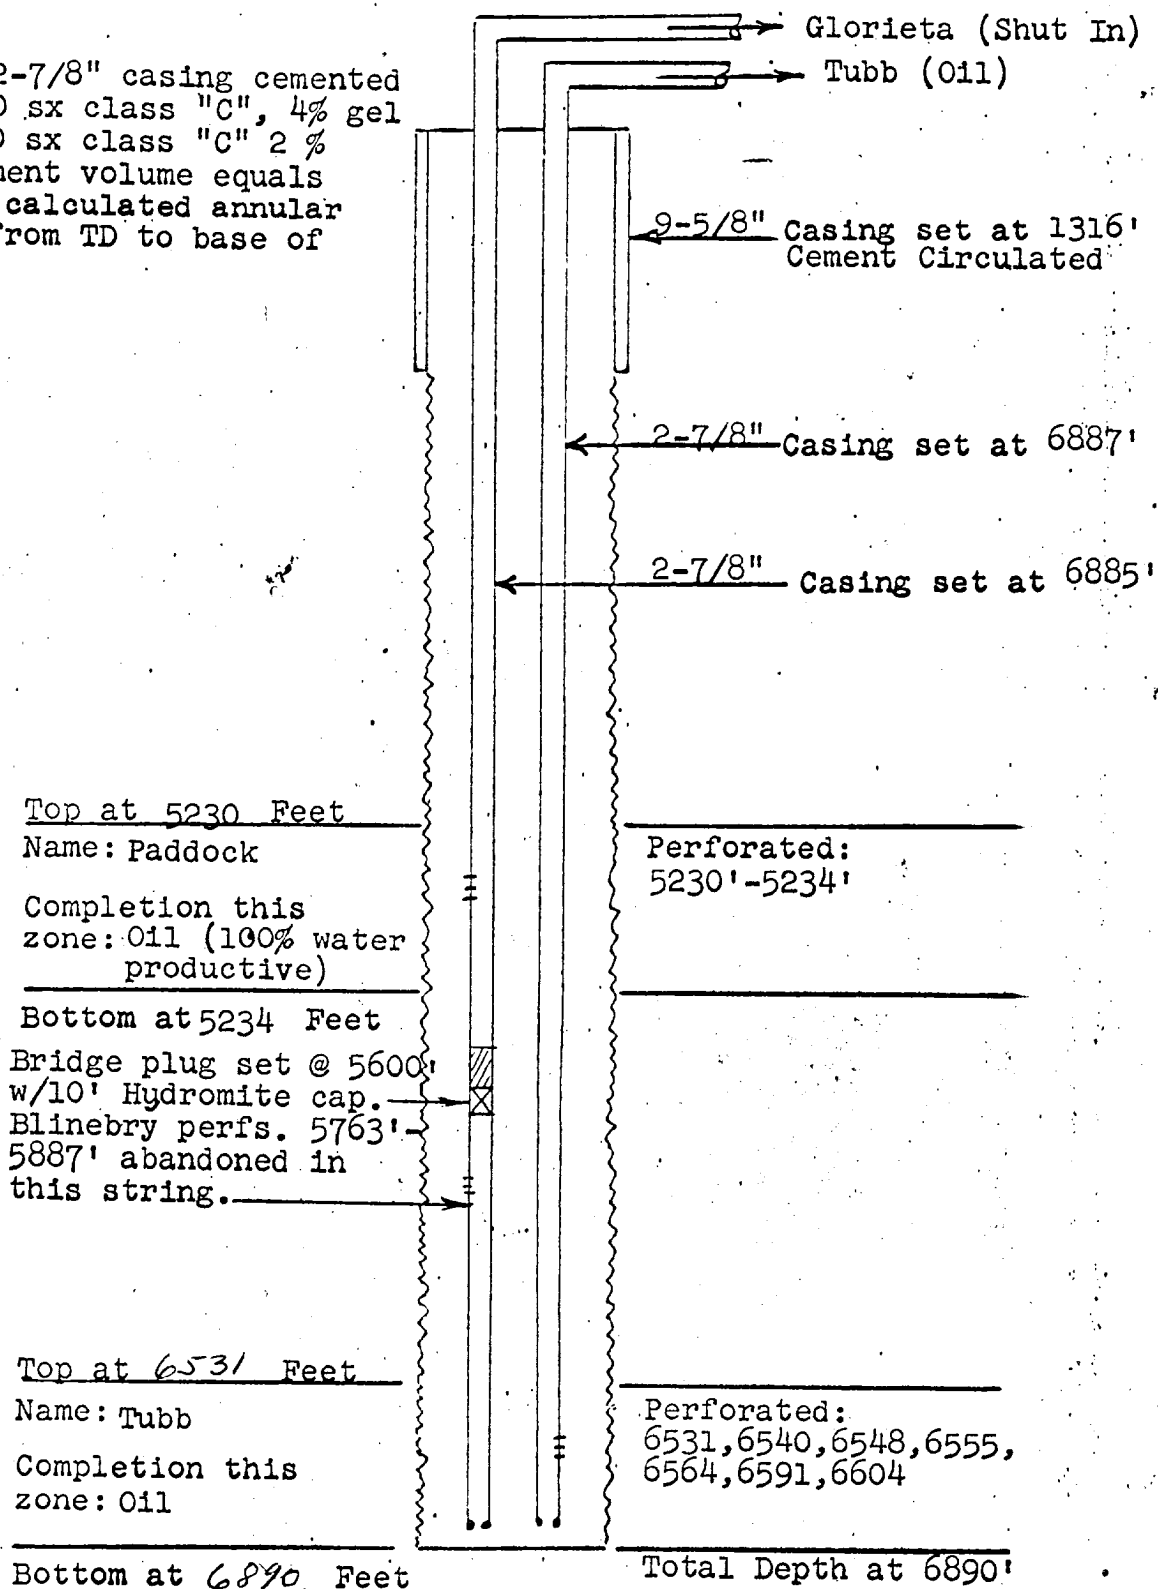 Glorieta (Shut In)
Tubb (Oil)
2-7/8" casing cemented
sx class "C", 4% gel
sx class "C" 2 %
volume equals
calculated annular
from TD to base of
9-5/8" Casing set at 1316'
Cement Circulated
2-7/8" Casing set at 6887'
2-7/8" Casing set at 6885'
Top at 5230 Feet
Name: Paddock
Completion this
zone: Oil (100% water
productive)
Bottom at 5234 Feet
Perforated:
5230'-5234'
Bridge plug set @ 5600'
w/10' Hydromite cap.
Blinebry perfs. 5763'-
5887' abandoned in
this string.
Top at 6531 Feet
Name: Tubb
Completion this
zone: Oil
Bottom at 6890 Feet
Perforated:
6531,6540,6548,6555,
6564,6591,6604
Total Depth at 6890'